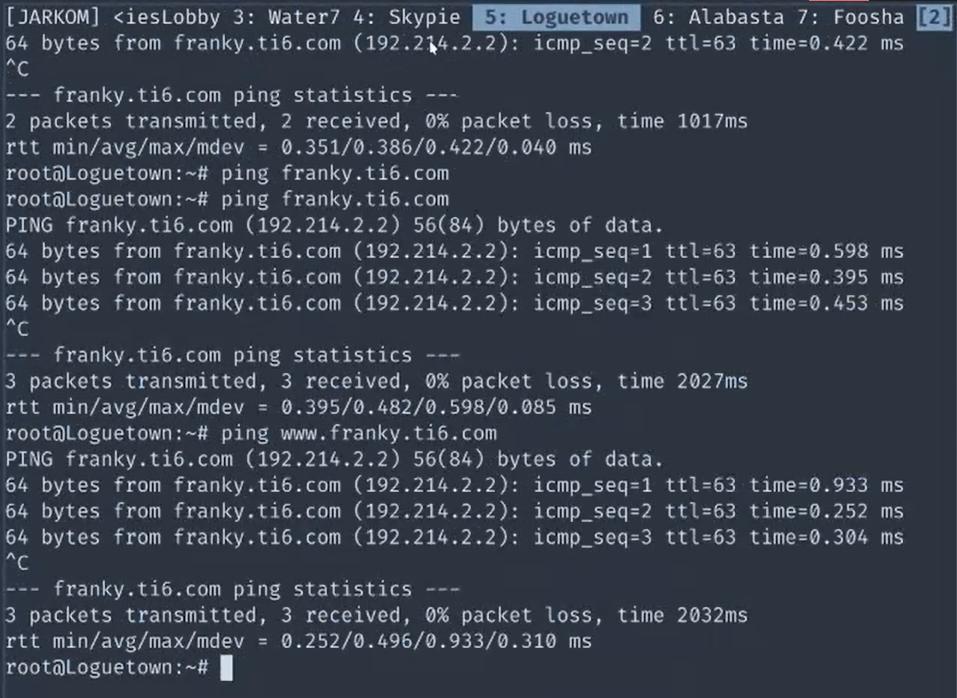 [JARKOM] <iesLobby 3: Water7 4: Skypie 5: Loguetown 6: Alabasta 7: Foosha [2]
64 bytes from franky.ti6.com (192.214.2.2): icmp_seq=2 ttl=63 time=0.422 ms
^C
--- franky.ti6.com ping statistics ---
2 packets transmitted, 2 received, 0% packet loss, time 1017ms
rtt min/avg/max/mdev = 0.351/0.386/0.422/0.040 ms
root@Loguetown:~# ping franky.ti6.com
root@Loguetown:~# ping franky.ti6.com
PING franky.ti6.com (192.214.2.2) 56(84) bytes of data.
64 bytes from franky.ti6.com (192.214.2.2): icmp_seq=1 ttl=63 time=0.598 ms
64 bytes from franky.ti6.com (192.214.2.2): icmp_seq=2 ttl=63 time=0.395 ms
64 bytes from franky.ti6.com (192.214.2.2): icmp_seq=3 ttl=63 time=0.453 ms
^C
--- franky.ti6.com ping statistics ---
3 packets transmitted, 3 received, 0% packet loss, time 2027ms
rtt min/avg/max/mdev = 0.395/0.482/0.598/0.085 ms
root@Loguetown:~# ping www.franky.ti6.com
PING franky.ti6.com (192.214.2.2) 56(84) bytes of data.
64 bytes from franky.ti6.com (192.214.2.2): icmp_seq=1 ttl=63 time=0.933 ms
64 bytes from franky.ti6.com (192.214.2.2): icmp_seq=2 ttl=63 time=0.252 ms
64 bytes from franky.ti6.com (192.214.2.2): icmp_seq=3 ttl=63 time=0.304 ms
^C
--- franky.ti6.com ping statistics ---
3 packets transmitted, 3 received, 0% packet loss, time 2032ms
rtt min/avg/max/mdev = 0.252/0.496/0.933/0.310 ms
root@Loguetown:~#